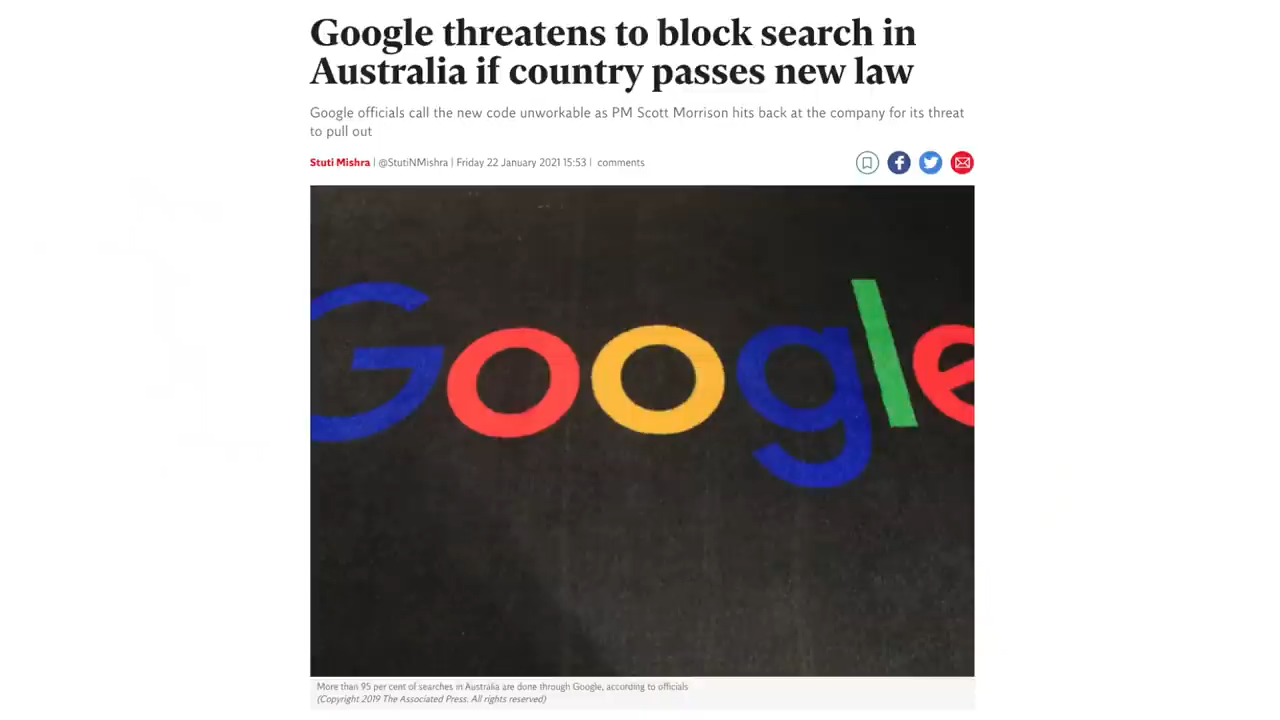 Google threatens to block search in
Australia if country passes new law
Google officials call the new code unworkable as PM Scott Morrison hits back at the company for its threat
to pull out
Stuti Mishra | @StutiNMishra | Friday 22 January 2021 15:53 | comments
Google
More than 95 per cent of searches in Australia are done through Google, according to officials
(Copyright 2019 The Associated Press. All rights reserved)